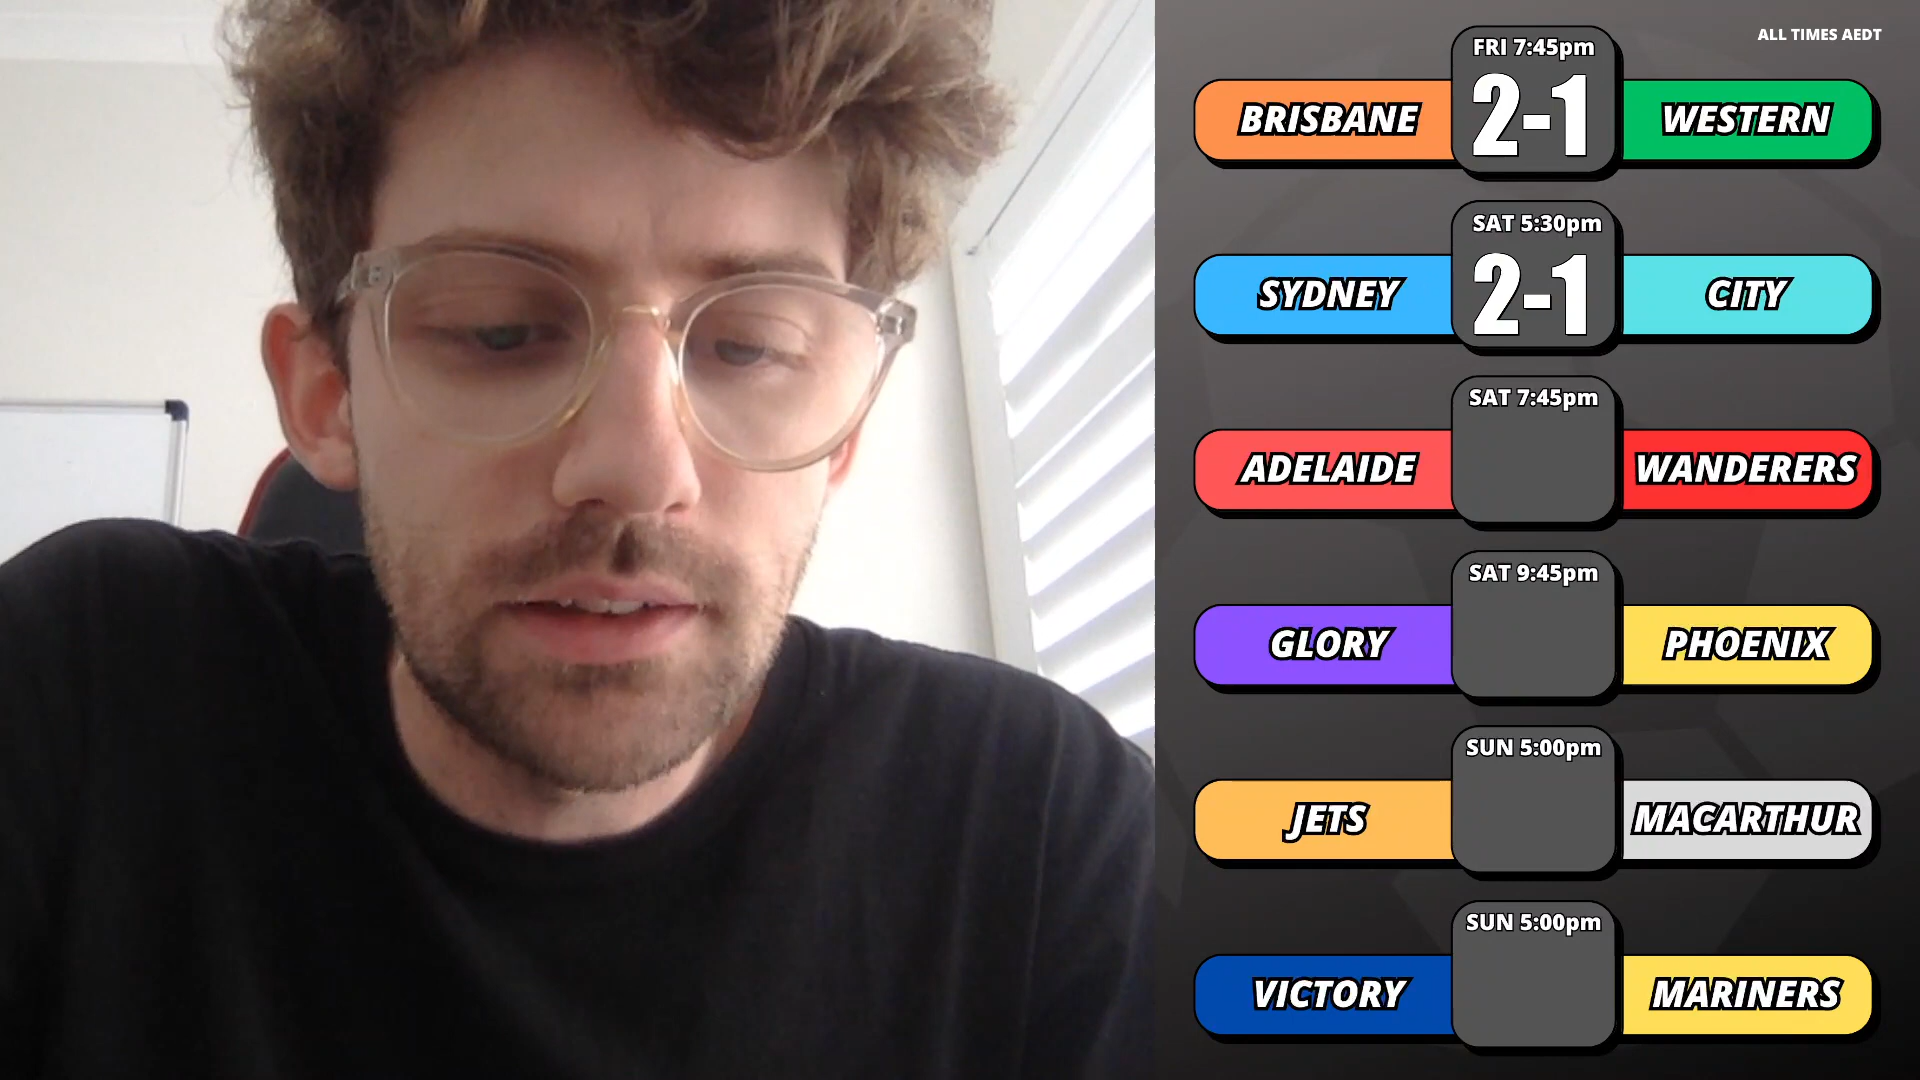 ALL TIMES AEDT
FRI 7:45pm
BRISBANE 2-1 WESTERN
SAT 5:30pm
SYDNEY 2-1 CITY
SAT 7:45pm
ADELAIDE WANDERERS
SAT 9:45pm
GLORY PHOENIX
SUN 5:00pm
JETS MACARTHUR
SUN 5:00pm
VICTORY MARINERS